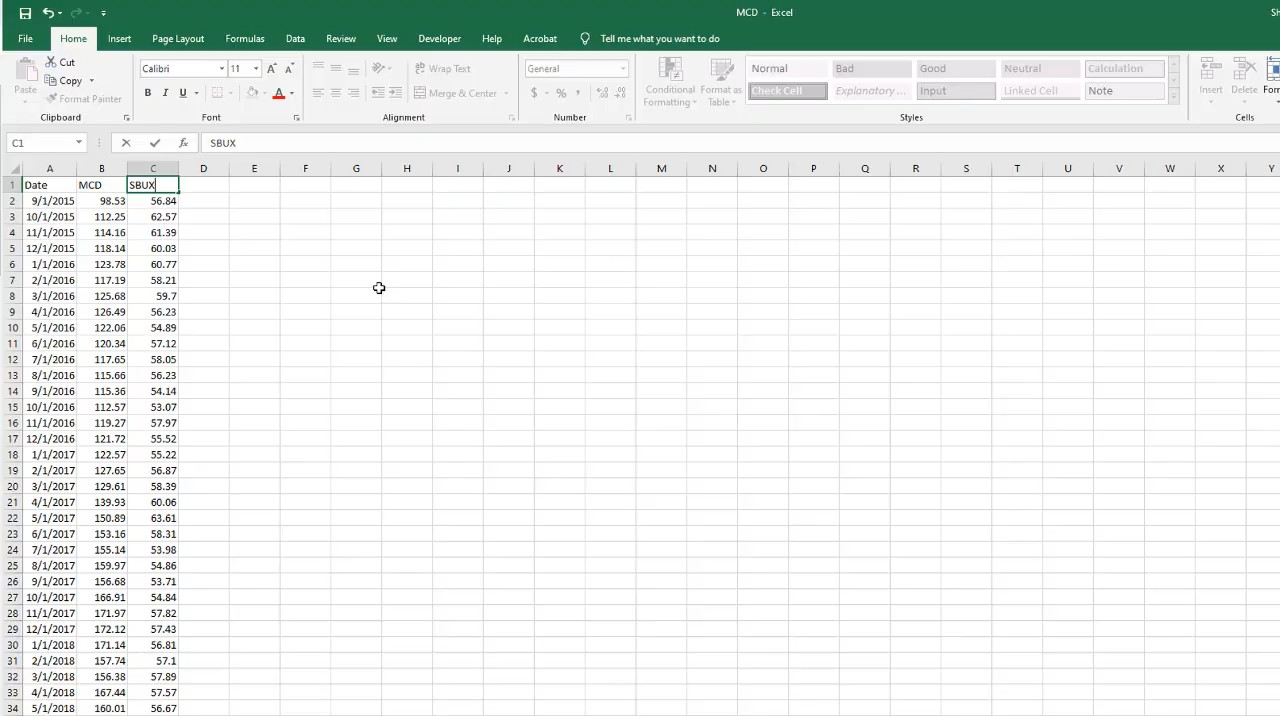 MCD - Excel
Sh
File Home Insert Page Layout Formulas Data Review View Developer Help Acrobat Tell me what you want to do
Paste
Cut
Copy
Format Painter
Clipboard
Calibri 11 A A
B I U A
Font
Wrap Text
Merge & Center
Alignment
General
$ % ,
Number
Conditional Formatting
Format as Table
Normal Bad Good Neutral Calculation
Check Cell Explanatory ... Input Linked Cell Note
Styles
Insert Delete Form
Cells
C1 fx SBUX
A B C D E F G H I J K L M N O P Q R S T U V W X Y
1 Date MCD SBUX
2 9/1/2015 98.53 56.84
3 10/1/2015 112.25 62.57
4 11/1/2015 114.16 61.39
5 12/1/2015 118.14 60.03
6 1/1/2016 123.78 60.77
7 2/1/2016 117.19 58.21
8 3/1/2016 125.68 59.7
9 4/1/2016 126.49 56.23
10 5/1/2016 122.06 54.89
11 6/1/2016 120.34 57.12
12 7/1/2016 117.65 58.05
13 8/1/2016 115.66 56.23
14 9/1/2016 115.36 54.14
15 10/1/2016 112.57 53.07
16 11/1/2016 119.27 57.97
17 12/1/2016 121.72 55.52
18 1/1/2017 122.57 55.22
19 2/1/2017 127.65 56.87
20 3/1/2017 129.61 58.39
21 4/1/2017 139.93 60.06
22 5/1/2017 150.89 63.61
23 6/1/2017 153.16 58.31
24 7/1/2017 155.14 53.98
25 8/1/2017 159.97 54.86
26 9/1/2017 156.68 53.71
27 10/1/2017 166.91 54.84
28 11/1/2017 171.97 57.82
29 12/1/2017 172.12 57.43
30 1/1/2018 171.14 56.81
31 2/1/2018 157.74 57.1
32 3/1/2018 156.38 57.89
33 4/1/2018 167.44 57.57
34 5/1/2018 160.01 56.67